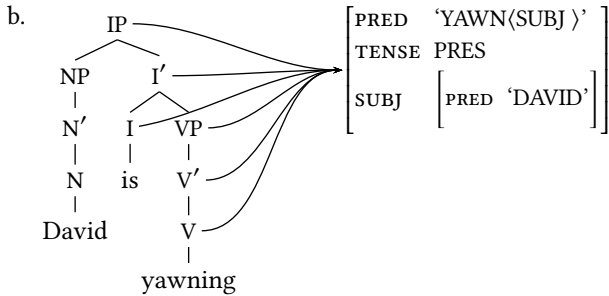 b.
IP
PRED ‘YAWN⟨SUBJ ⟩’
TENSE PRES
SUBJ [PRED ‘DAVID’]
NP I′
N′ I VP
N is V′
David V
yawning